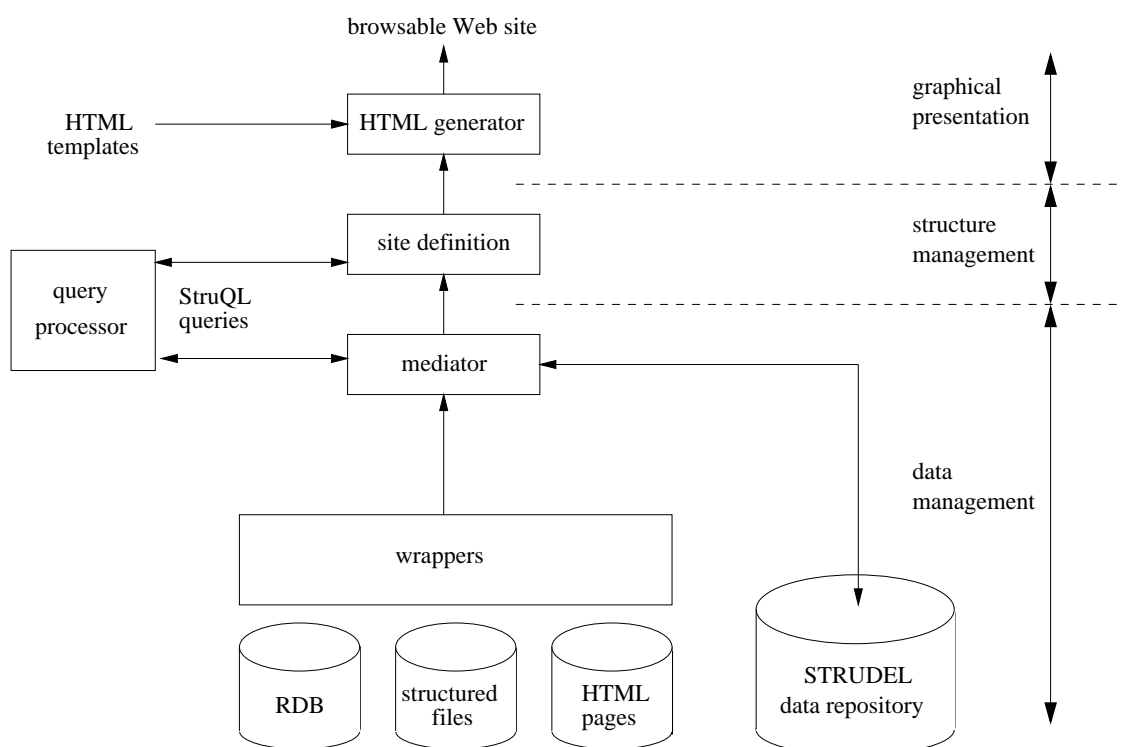 browsable Web site
HTML
templates
HTML generator
graphical
presentation
site definition
structure
management
query
processor
StruQL
queries
mediator
data
management
wrappers
RDB
structured
files
HTML
pages
STRUDEL
data repository